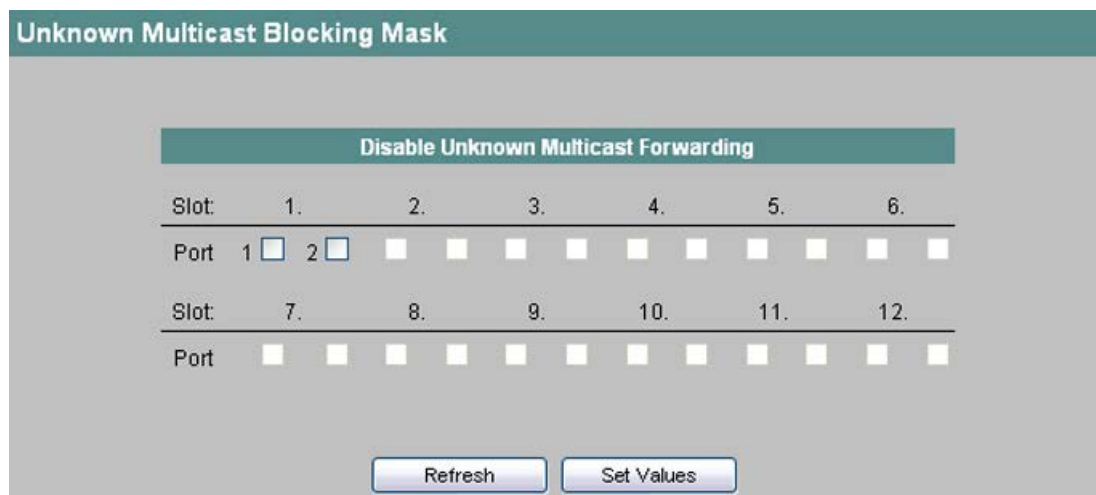 Unknown Multicast Blocking Mask
Disable Unknown Multicast Forwarding
Slot: 1. 2. 3. 4. 5. 6.
Port 1 2
Slot: 7. 8. 9. 10. 11. 12.
Port
Refresh Set Values